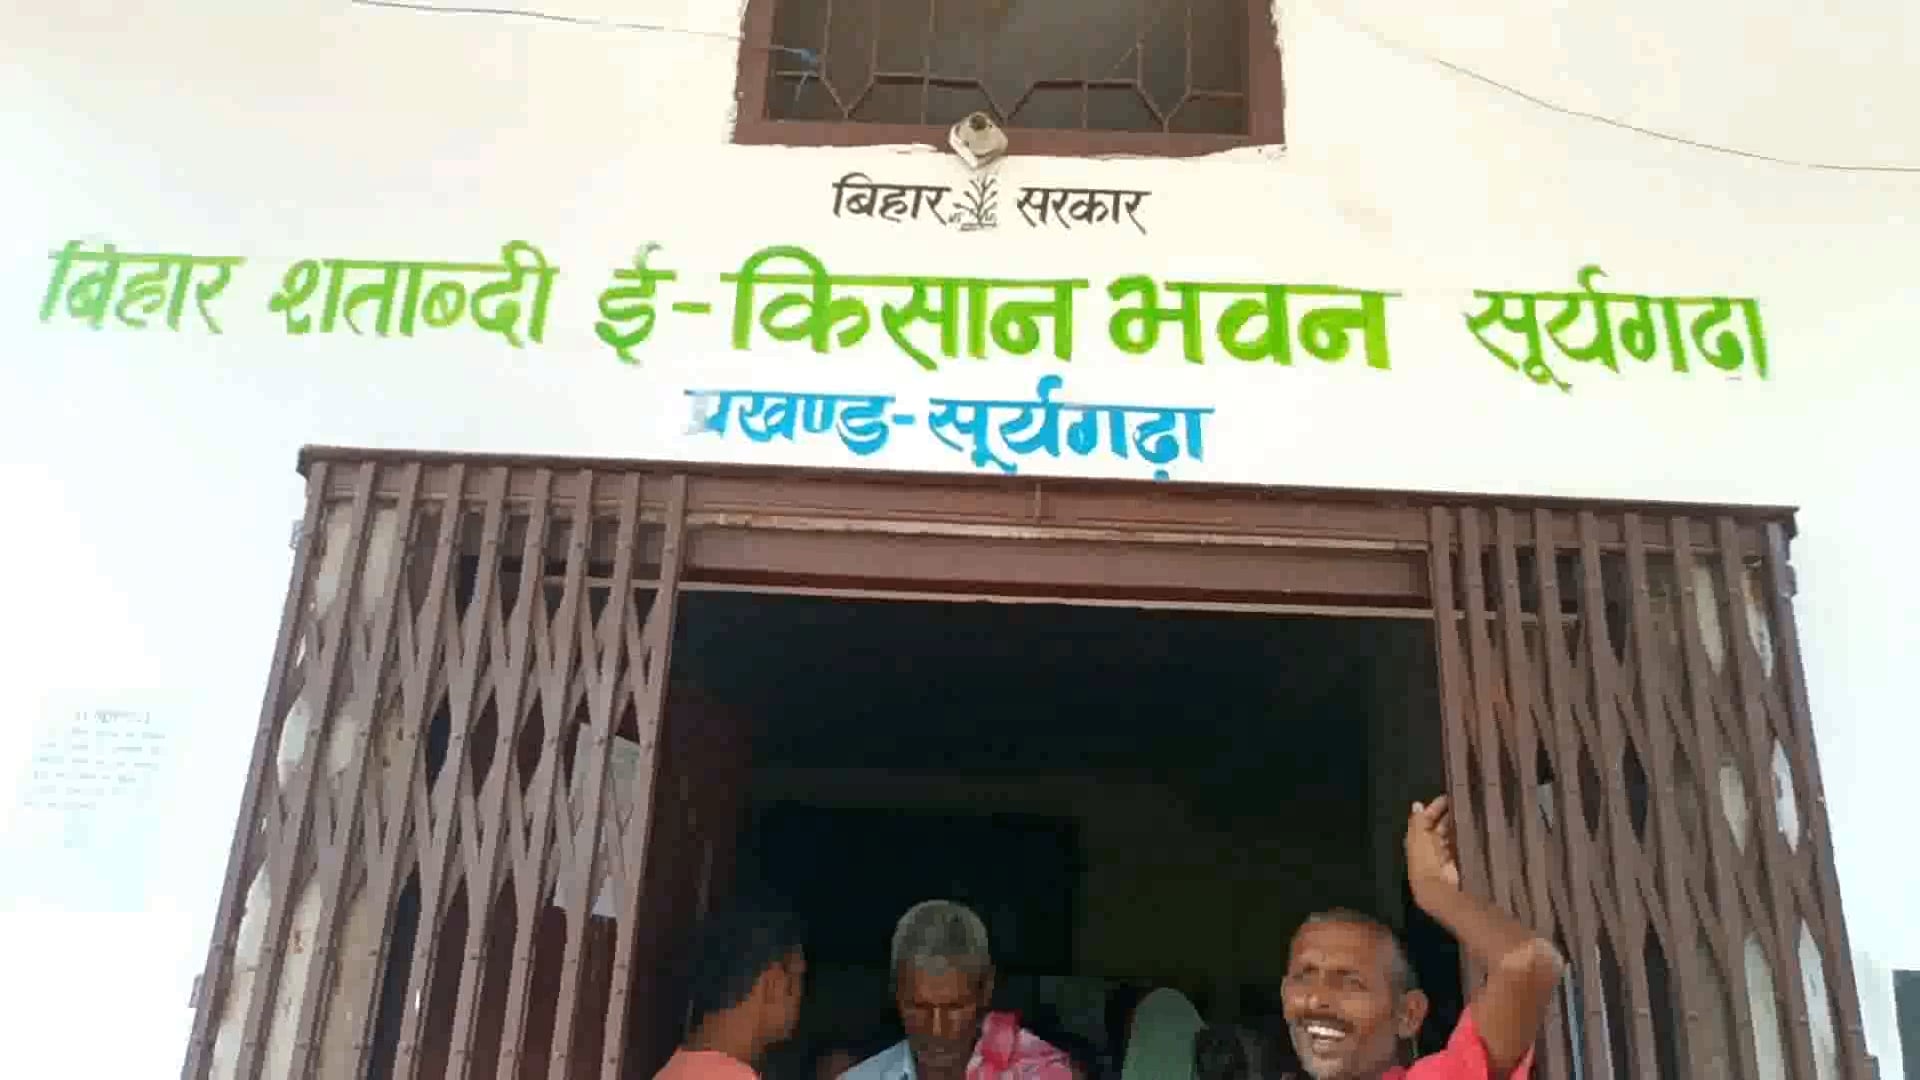 बिहार सरकार
बिहार शताब्दी ई-किसान भवन सूर्यगढा
प्रखण्ड-सूर्यगढ़ा